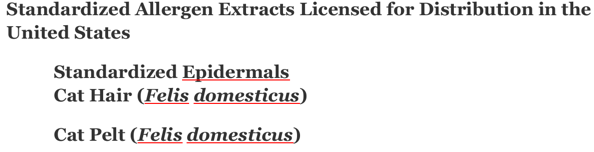 Standardized Allergen Extracts Licensed for Distribution in the
United States
Standardized Epidermals
Cat Hair (Felis domesticus)
Cat Pelt (Felis domesticus)